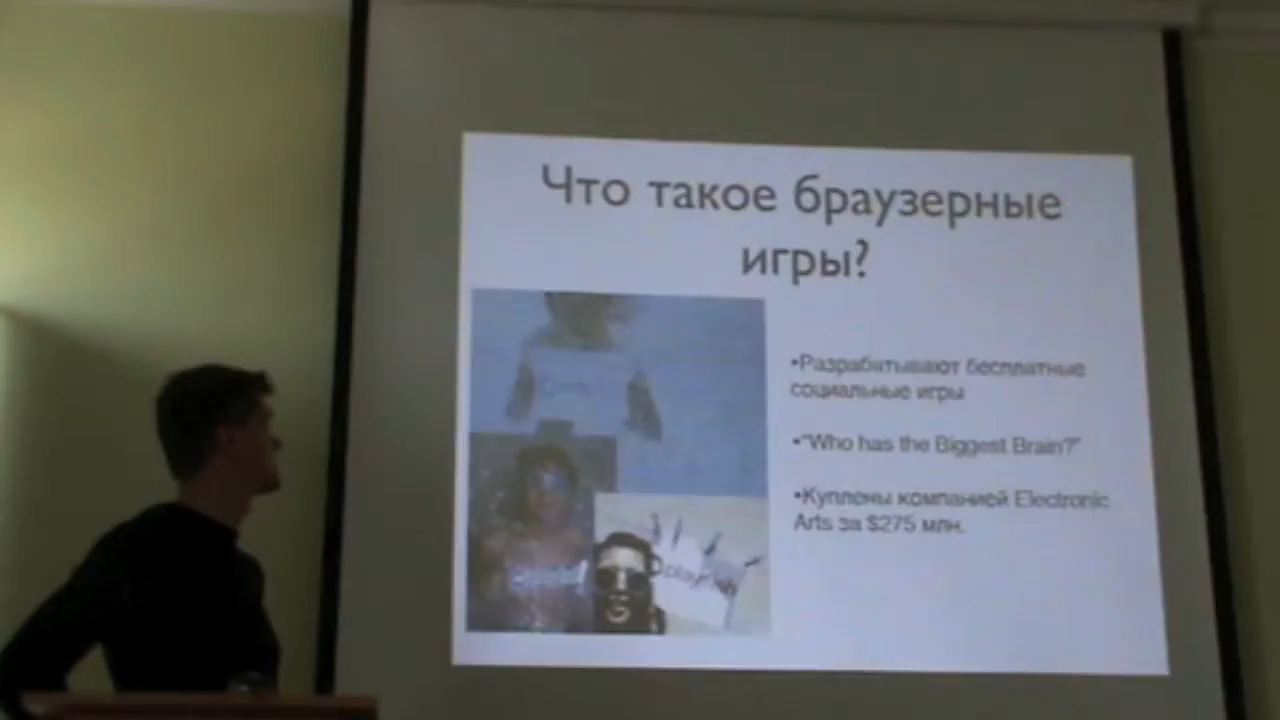 Что такое браузерные
игры?
•Разрабатывают бесплатные
социальные игры
•"Who has the Biggest Brain?"
•Куплены компанией Electronic
Arts за $275 млн.
playfish